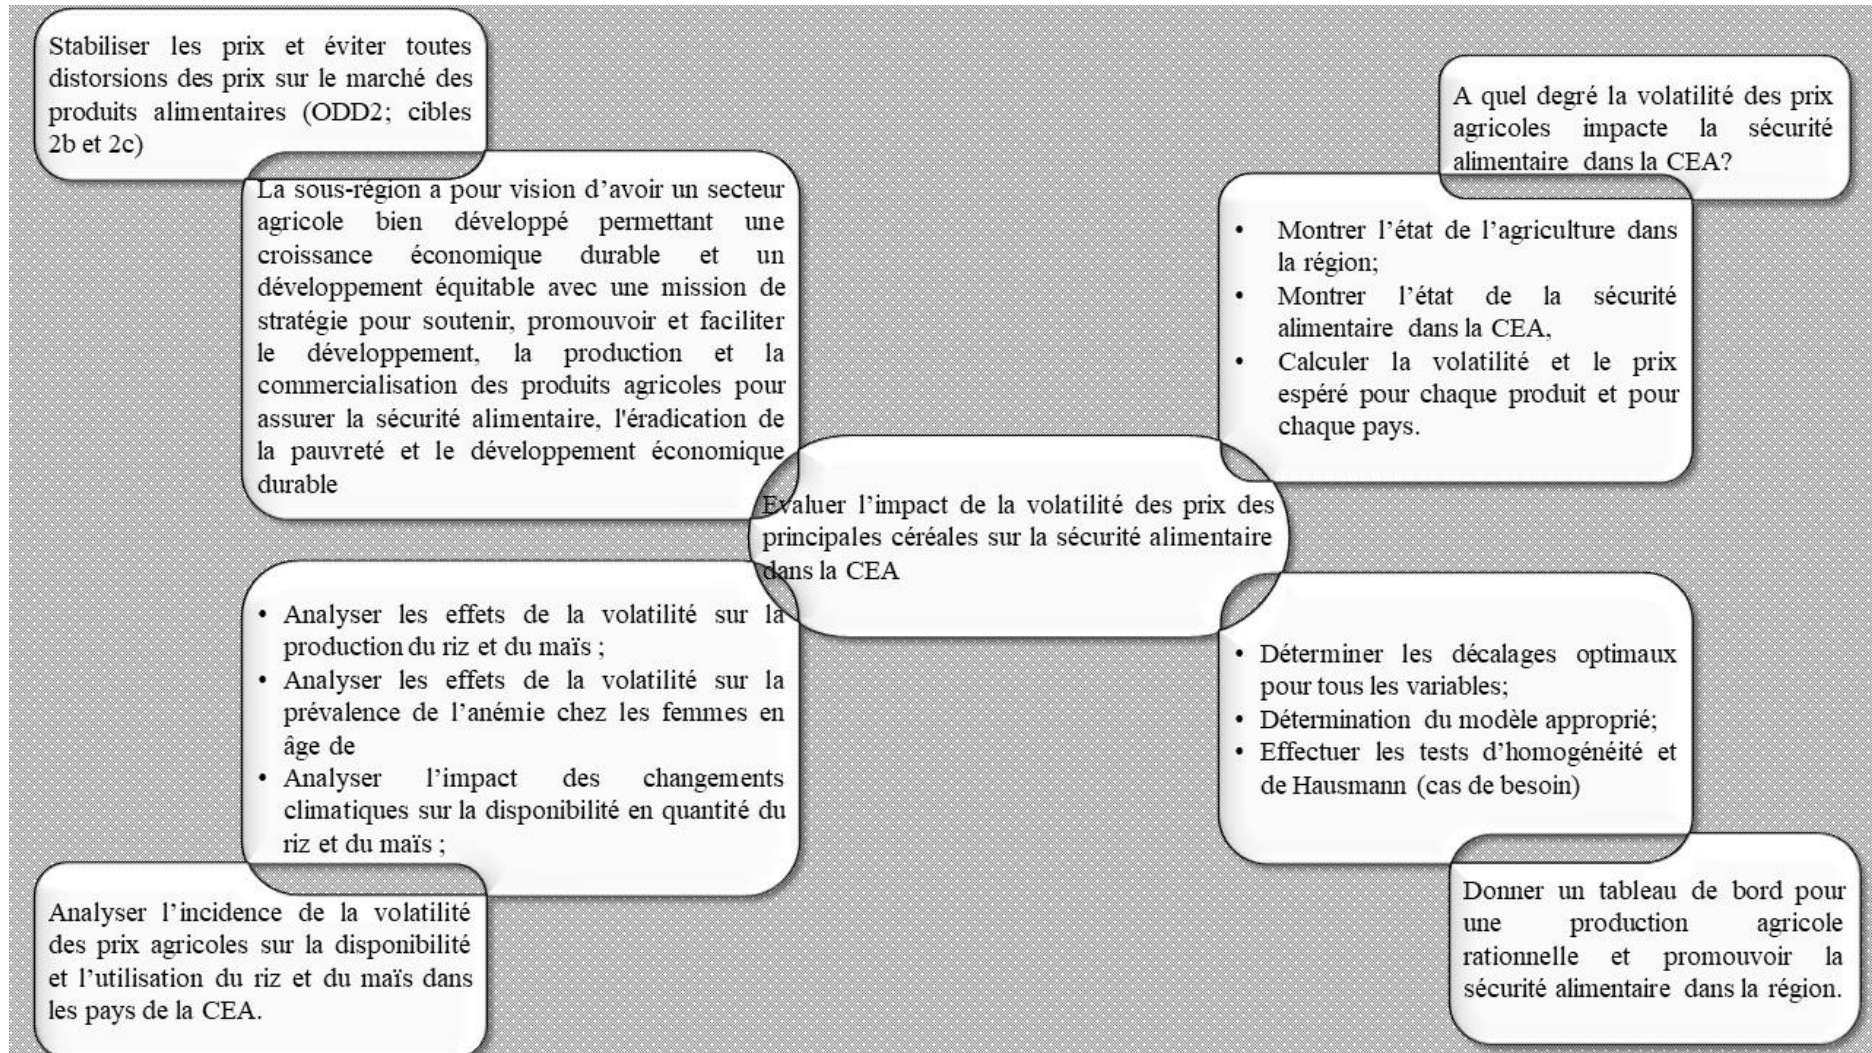 Stabiliser les prix et éviter toutes
distorsions des prix sur le marché des
produits alimentaires (ODD2; cibles
2b et 2c)
La sous-région a pour vision d’avoir un secteur
agricole bien développé permettant une
croissance économique durable et un
développement équitable avec une mission de
stratégie pour soutenir, promouvoir et faciliter
le développement, la production et la
commercialisation des produits agricoles pour
assurer la sécurité alimentaire, l'éradication de
la pauvreté et le développement économique
durable
A quel degré la volatilité des prix
agricoles impacte la sécurité
alimentaire dans la CEA?
• Montrer l’état de l’agriculture dans
la région;
• Montrer l’état de la sécurité
alimentaire dans la CEA,
• Calculer la volatilité et le prix
espéré pour chaque produit et pour
chaque pays.
Evaluer l’impact de la volatilité des prix des
principales céréales sur la sécurité alimentaire
dans la CEA
• Analyser les effets de la volatilité sur la
production du riz et du maïs ;
• Analyser les effets de la volatilité sur la
prévalence de l’anémie chez les femmes en
âge de
• Analyser l’impact des changements
climatiques sur la disponibilité en quantité du
riz et du maïs ;
Analyser l’incidence de la volatilité
des prix agricoles sur la disponibilité
et l’utilisation du riz et du maïs dans
les pays de la CEA.
• Déterminer les décalages optimaux
pour tous les variables;
• Détermination du modèle approprié;
• Effectuer les tests d’homogénéité et
de Hausmann (cas de besoin)
Donner un tableau de bord pour
une production agricole
rationnelle et promouvoir la
sécurité alimentaire dans la région.